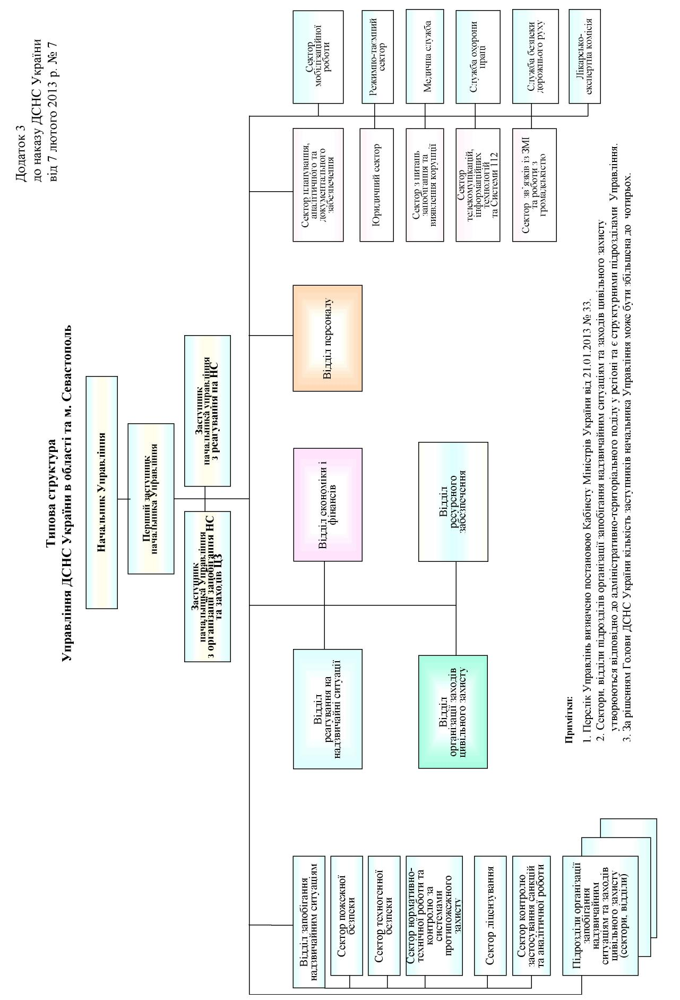 Додаток 3
до наказу ДСНС України
від 7 лютого 2013 р. № 7
Типова структура
Управління ДСНС України в області та м. Севастополь
Начальник Управління
Перший заступник
начальника Управління
Заступник
начальника Управління
з організації запобігання НС
та заходів ЦЗ
Заступник
начальника управління
з реагування на НС
Відділ запобігання
надзвичайним ситуаціям
Сектор пожежної
безпеки
Сектор техногенної
безпеки
Сектор нормативно-
технічної роботи та
контролю за
системами
протипожежного
захисту
Сектор ліцензування
Сектор контролю
застосування санкцій
та аналітичної роботи
Підрозділи організації
запобігання
надзвичайним
ситуаціям та заходів
цивільного захисту
(сектори, відділи)
Відділ
реагування на
надзвичайні ситуації
Відділ економіки і
фінансів
Відділ
організації заходів
цивільного захисту
Відділ
ресурсного
забезпечення
Відділ персоналу
Сектор планування,
аналітичного та
документального
забезпечення
Юридичний сектор
Сектор з питань
запобігання та
виявлення корупції
Сектор
телекомунікацій,
інформаційних
технологій
та Системи 112
Сектор зв`язків із ЗМІ
та роботи з
громадськістю
Сектор
мобілізаційної
роботи
Режимно-таємний
сектор
Медична служба
Служба охорони
праці
Служба безпеки
дорожнього руху
Лікарсько-
експертна комісія
Примітки:
1. Перелік Управлінь визначено постановою Кабінету Міністрів України від 21.01.2013 № 33.
2. Сектори, відділи підрозділів організації запобігання надзвичайним ситуаціям та заходів цивільного захисту
утворюються відповідно до адміністративно-територіального поділу у регіоні та є структурними підрозділами Управління.
3. За рішенням Голови ДСНС України кількість заступників начальника Управління може бути збільшена до чотирьох.